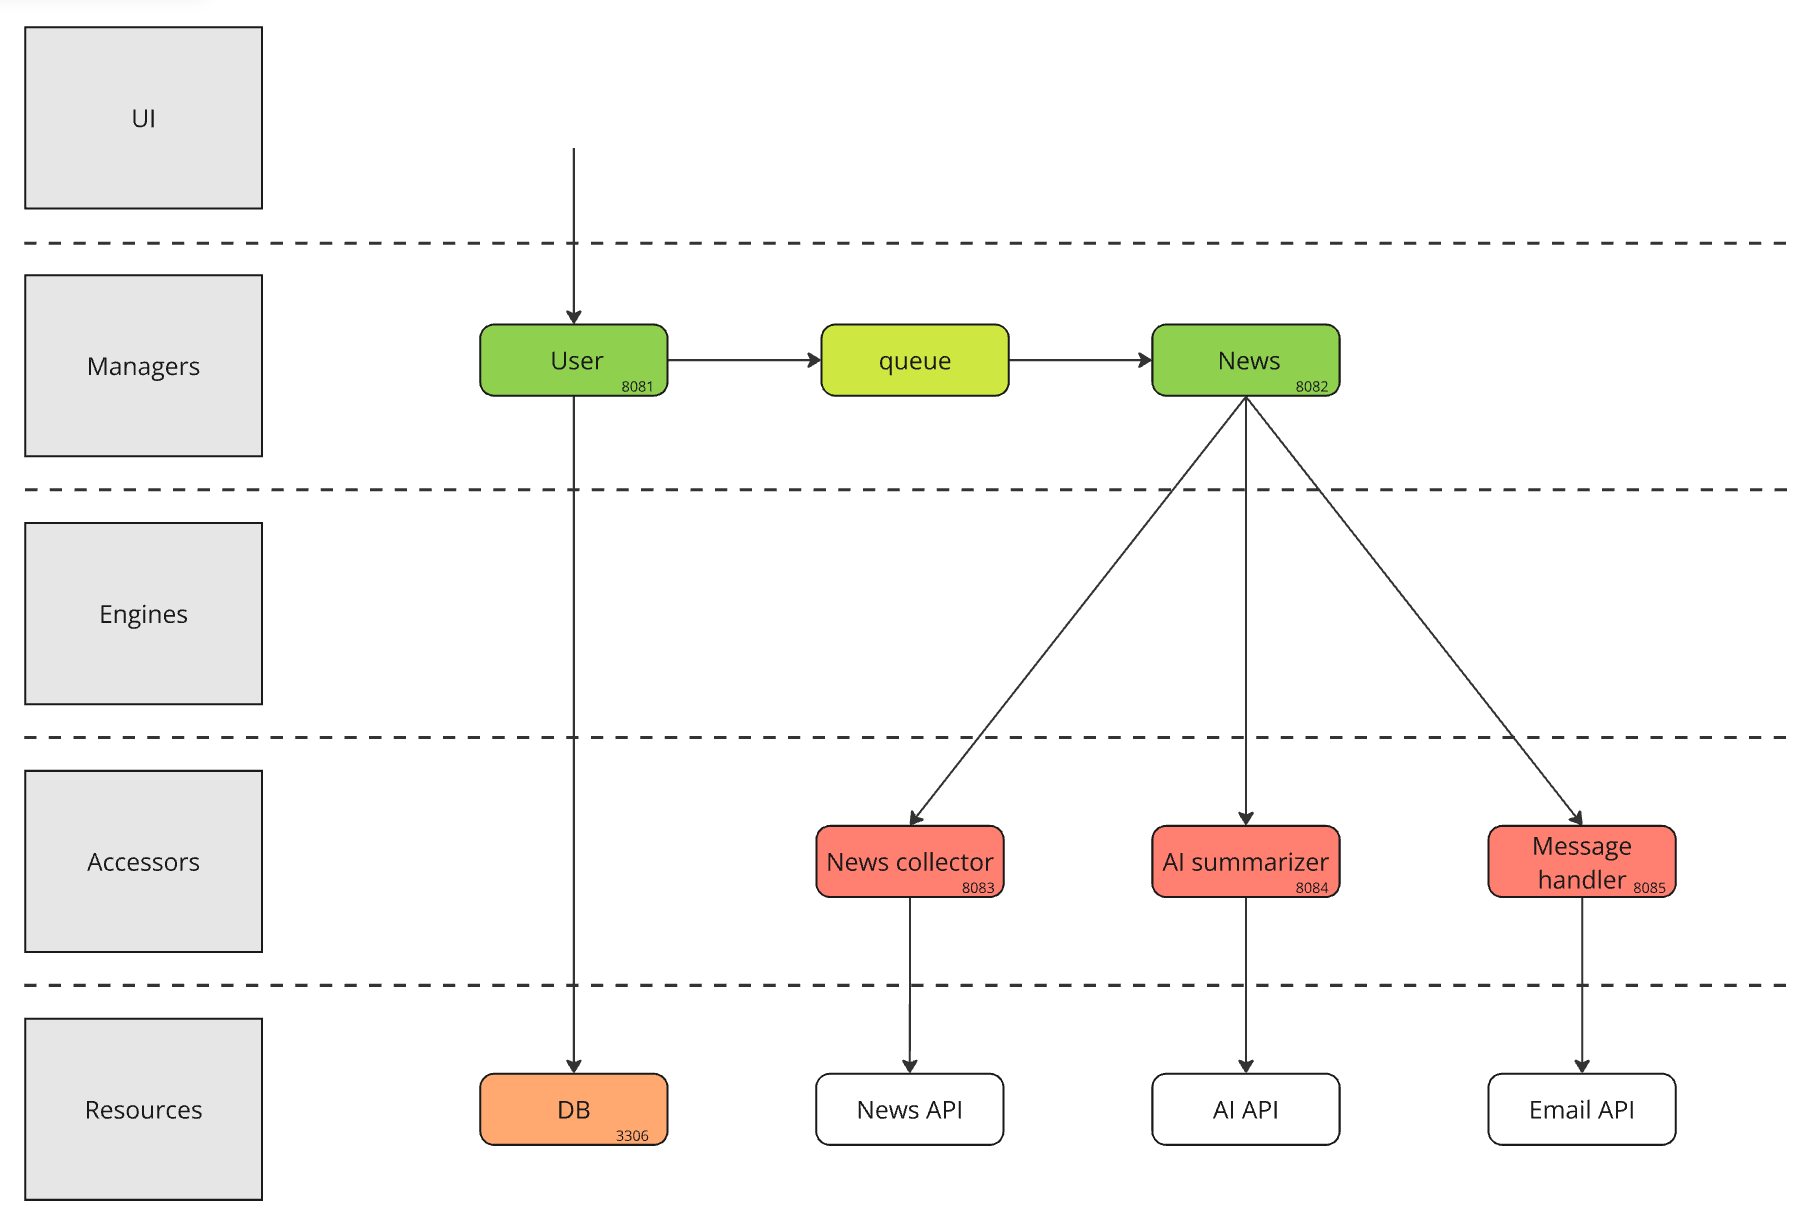 UI
Managers
User
8081
queue
News
8082
Engines
Accessors
News collector
8083
AI summarizer
8084
Message
handler
8085
Resources
DB
3306
News API
AI API
Email API